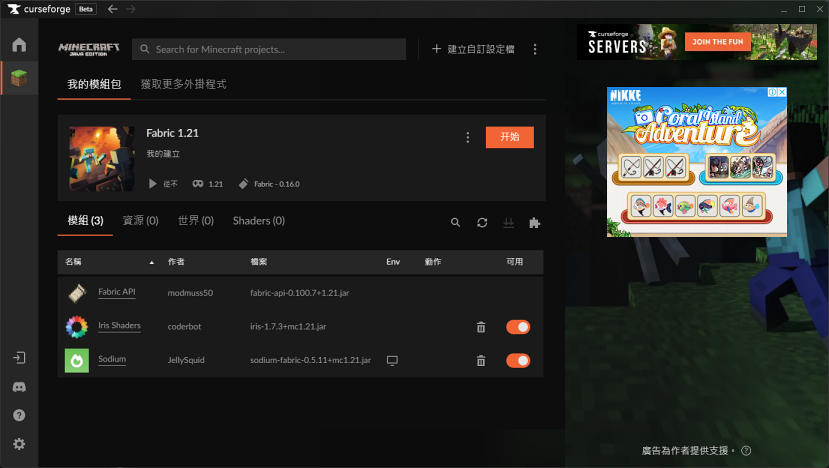 curseforge Beta
MINECRAFT
JAVA EDITION
Search for Minecraft projects...
建立自訂設定檔
curseforge
SERVERS
JOIN THE FUN
我的模組包 獲取更多外掛程式
Fabric 1.21
我的建立
開始
從不 1.21 Fabric - 0.16.0
模組 (3) 資源 (0) 世界 (0) Shaders (0)
名稱 作者 檔案 Env 動作 可用
Fabric API modmuss50 fabric-api-0.100.7+1.21.jar
Iris Shaders coderbot iris-1.7.3+mc1.21.jar
Sodium JellySquid sodium-fabric-0.5.11+mc1.21.jar
NIKKE
Coral Island
Adventure
廣告為作者提供支援。